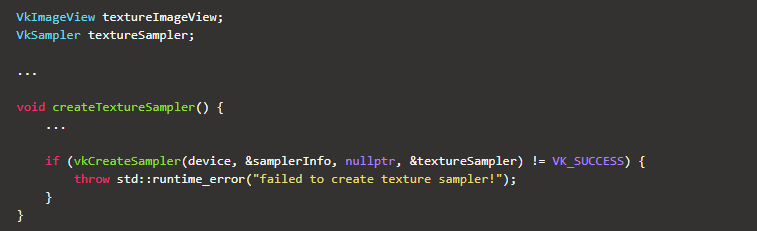 VkImageView textureImageView;
VkSampler textureSampler;
...
void createTextureSampler() {
    ...
    if (vkCreateSampler(device, &samplerInfo, nullptr, &textureSampler) != VK_SUCCESS) {
        throw std::runtime_error("failed to create texture sampler!");
    }
}